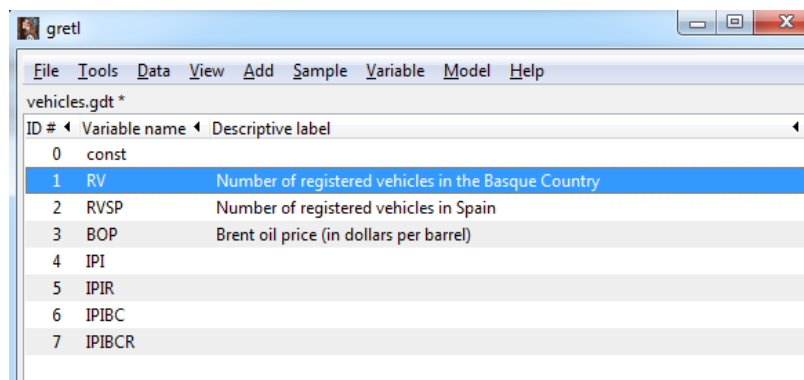 gretl
File Tools Data View Add Sample Variable Model Help
vehicles.gdt *
ID # Variable name Descriptive label
0 const
1 RV Number of registered vehicles in the Basque Country
2 RVSP Number of registered vehicles in Spain
3 BOP Brent oil price (in dollars per barrel)
4 IPI
5 IPIR
6 IPIBC
7 IPIBCR